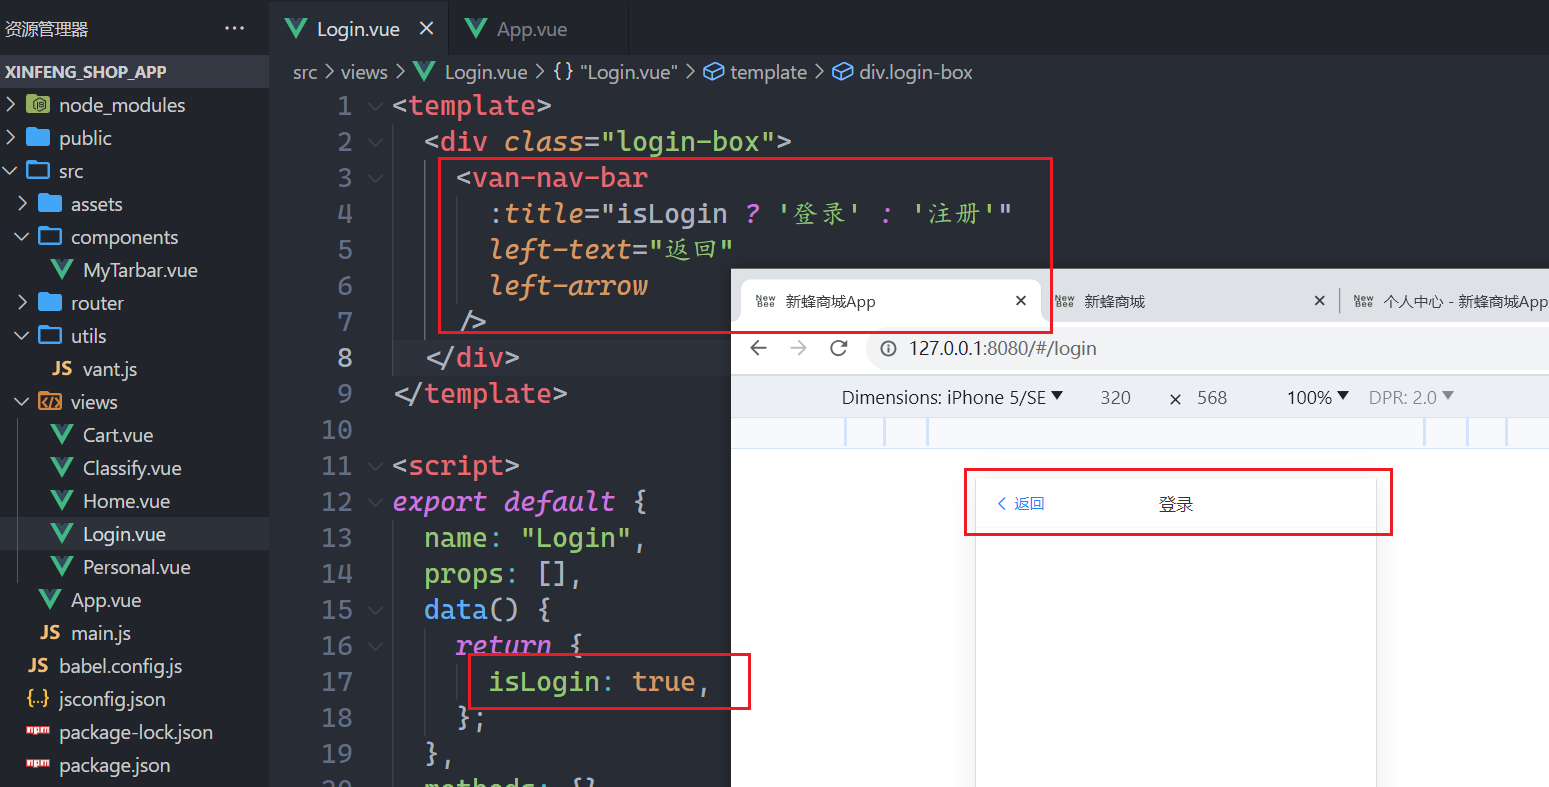 资源管理器 ···
XINFENG_SHOP_APP
node_modules
public
src
assets
components
MyTarbar.vue
router
utils
JS vant.js
views
Cart.vue
Classify.vue
Home.vue
Login.vue
Personal.vue
App.vue
JS main.js
JS babel.config.js
{..} jsconfig.json
npm package-lock.json
npm package.json
Login.vue × App.vue
src > views > Login.vue > {} "Login.vue" > template > div.login-box
1 <template>
2 <div class="login-box">
3 <van-nav-bar
4 :title="isLogin ? '登录' : '注册'"
5 left-text="返回"
6 left-arrow
7 />
8 </div>
9 </template>
10
11 <script>
12 export default {
13 name: "Login",
14 props: [],
15 data() {
16 return {
17 isLogin: true,
18 };
19 },
20 methods: {}
New Bee 新蜂商城App × New Bee 新蜂商城 × New Bee 个人中心 - 新蜂商城App
127.0.0.1:8080/#/login
Dimensions: iPhone 5/SE ▼ 320 × 568 100% ▼ DPR: 2.0 ▼
返回 登录